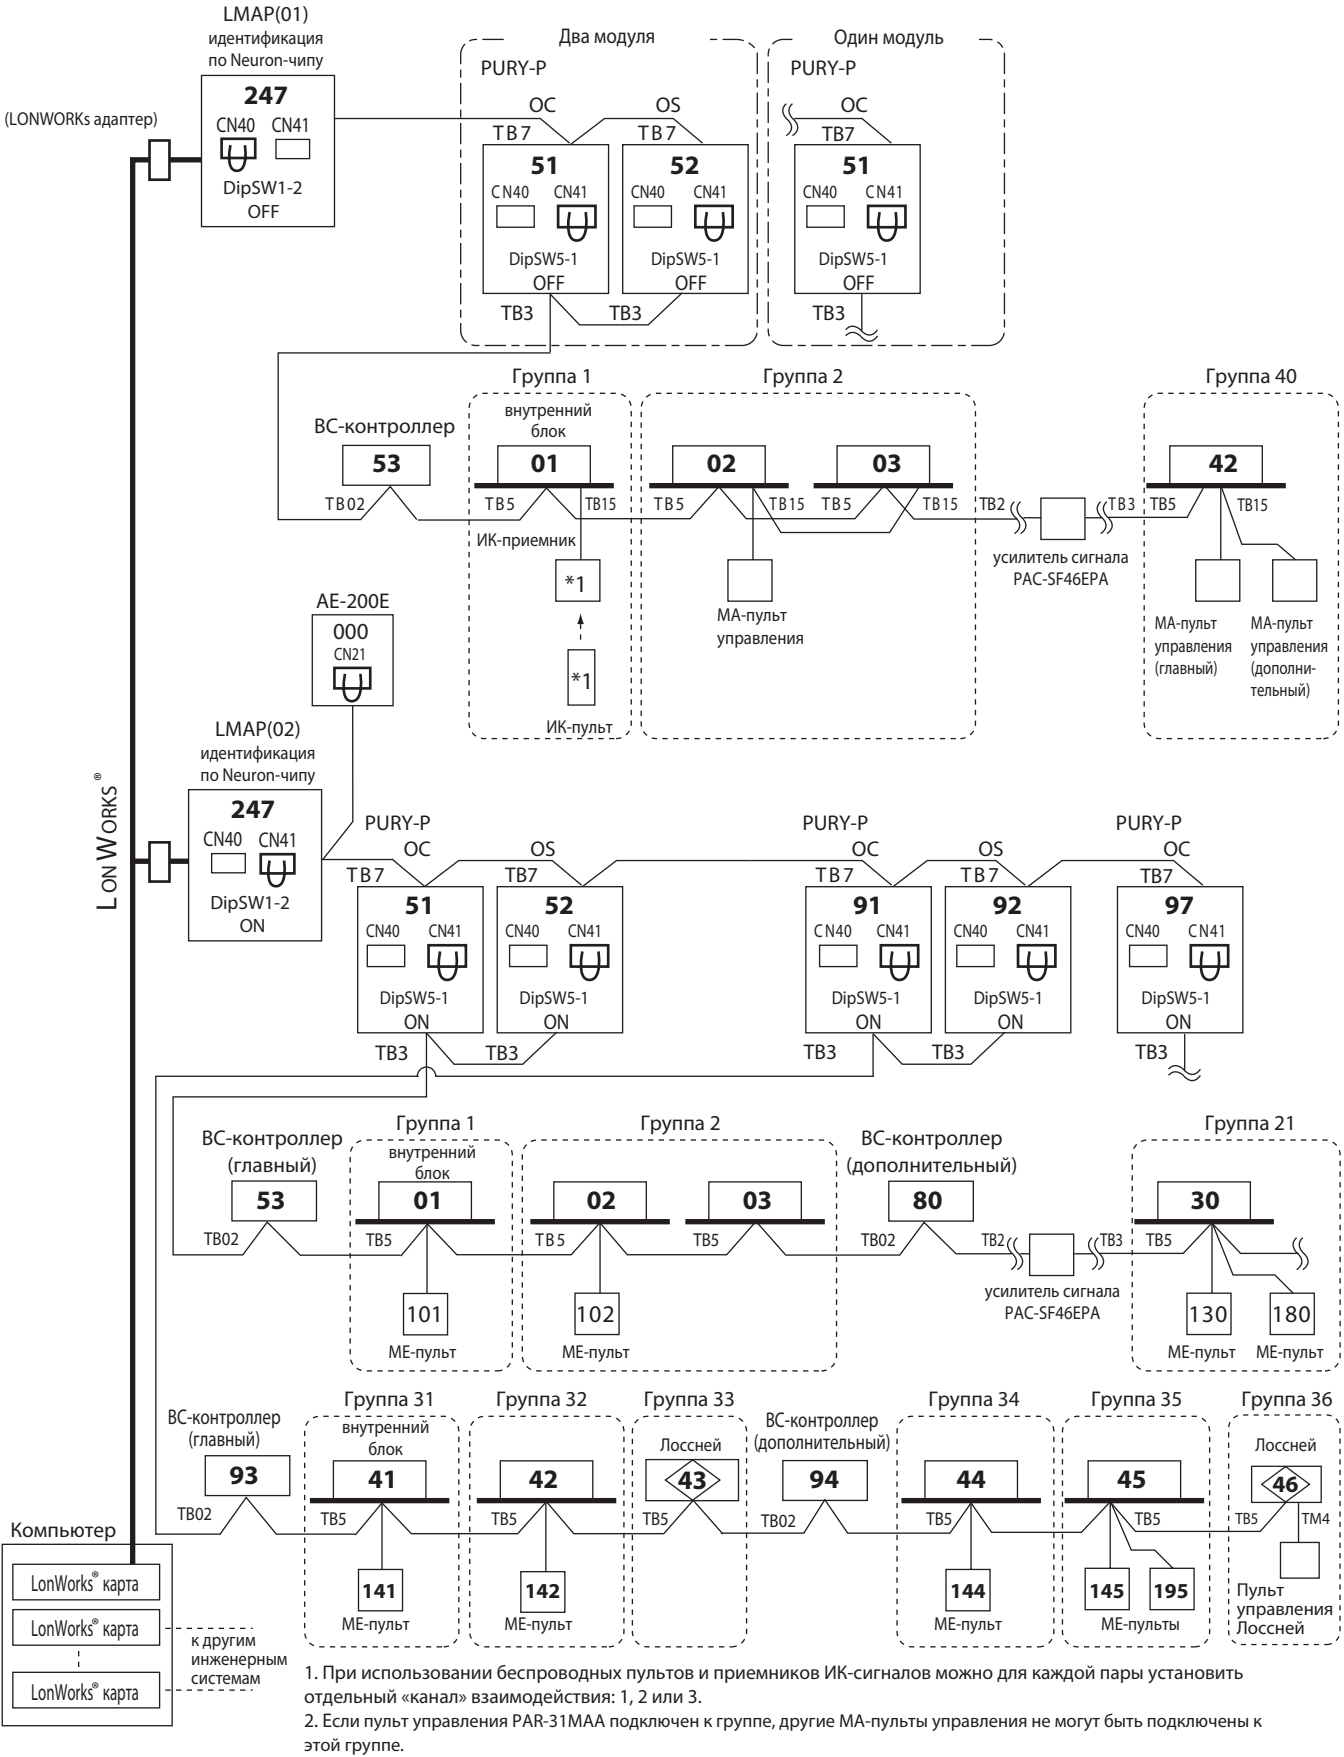 LMAP(01)
идентификация
по Neuron-чипу
(LONWORKs адаптер)
247
CN40 CN41
DipSW1-2
OFF
Два модуля
PURY-P
OC OS
TB7 TB7
51 52
CN40 CN41 CN40 CN41
DipSW5-1 DipSW5-1
OFF OFF
TB3 TB3
Один модуль
PURY-P
OC
TB7
51
CN40 CN41
DipSW5-1
OFF
TB3
Группа 1 Группа 2 Группа 40
BC-контроллер
внутренний
блок
53 01 02 03 42
TB02 TB5 TB15 TB5 TB15 TB5 TB15 TB2 TB3 TB5 TB15
усилитель сигнала
PAC-SF46EPA
ИК-приемник
*1
*1
ИК-пульт
MA-пульт
управления
MA-пульт
управления
(главный)
MA-пульт
управления
(дополни-
тельный)
AE-200E
000
CN21
LMAP(02)
идентификация
по Neuron-чипу
247
CN40 CN41
DipSW1-2
ON
LONWORKS®
PURY-P PURY-P PURY-P
OC OS OC OS OC
TB7 TB7 TB7 TB7 TB7
51 52 91 92 97
CN40 CN41 CN40 CN41 CN40 CN41 CN40 CN41 CN40 CN41
DipSW5-1 DipSW5-1 DipSW5-1 DipSW5-1 DipSW5-1
ON ON ON ON ON
TB3 TB3 TB3 TB3 TB3
Группа 1 Группа 2 Группа 21
BC-контроллер
(главный)
внутренний
блок
BC-контроллер
(дополнительный)
53 01 02 03 80 30
TB02 TB5 TB5 TB5 TB02 TB2 TB3 TB5
усилитель сигнала
PAC-SF46EPA
101 102 130 180
ME-пульт ME-пульт ME-пульт ME-пульт
Группа 31 Группа 32 Группа 33 Группа 34 Группа 35 Группа 36
BC-контроллер
(главный)
внутренний
блок
Лоссней
BC-контроллер
(дополнительный)
Лоссней
93 41 42 43 94 44 45 46
TB02 TB5 TB5 TB5 TB02 TB5 TB5 TB5 TM4
141 142 144 145 195
ME-пульт ME-пульт ME-пульт ME-пульты
Пульт
управления
Лоссней
Компьютер
LonWorks® карта
LonWorks® карта
LonWorks® карта
к другим
инженерным
системам
1. При использовании беспроводных пультов и приемников ИК-сигналов можно для каждой пары установить
отдельный «канал» взаимодействия: 1, 2 или 3.
2. Если пульт управления PAR-31MAA подключен к группе, другие MA-пульты управления не могут быть подключены к
этой группе.